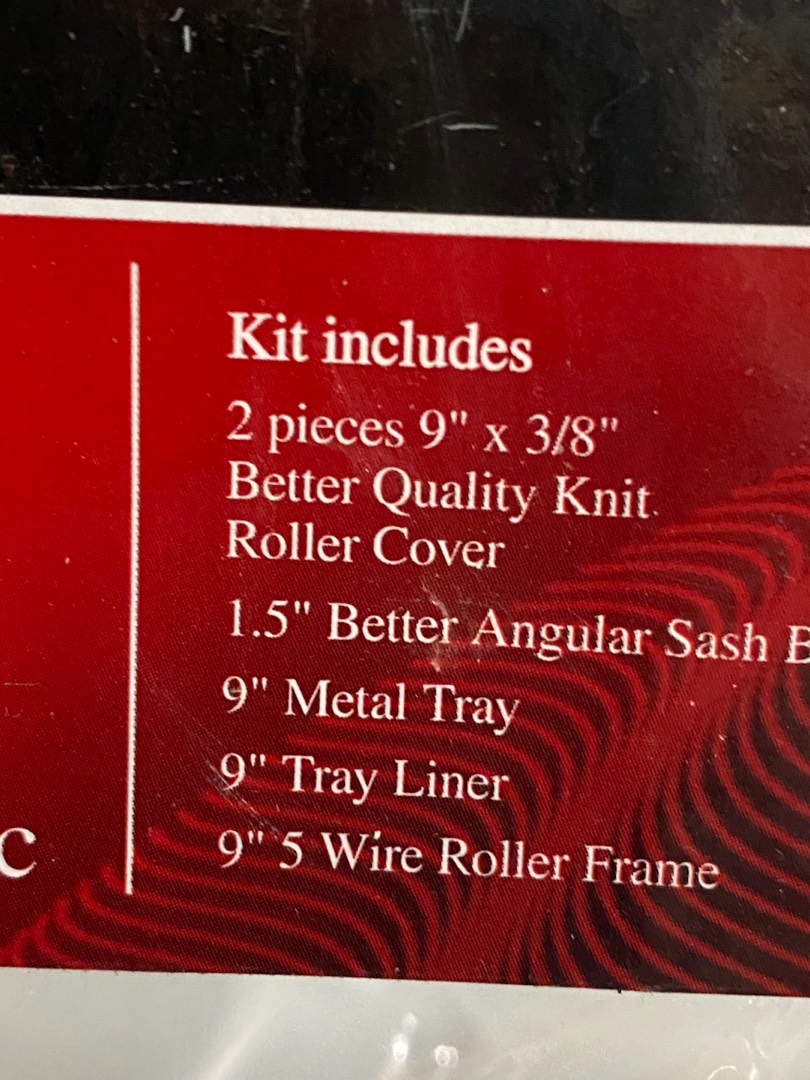 Kit includes
2 pieces 9" x 3/8"
Better Quality Knit
Roller Cover
1.5" Better Angular Sash
9" Metal Tray
9" Tray Liner
9" 5 Wire Roller Frame
c